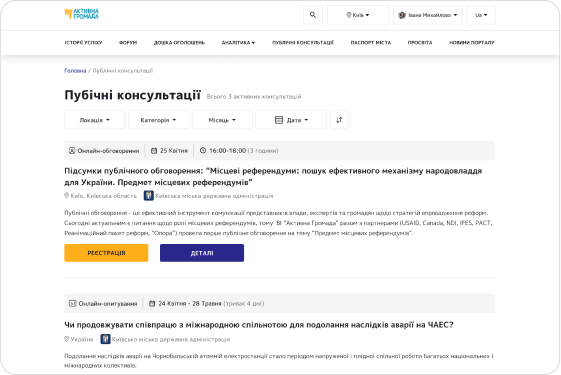 АКТИВНА
ГРОМАДА
Київ
Івана Михайлова
Ua
ІСТОРІЇ УСПІХУ
ФОРУМ
ДОШКА ОГОЛОШЕНЬ
АНАЛІТИКА
ПУБЛІЧНІ КОНСУЛЬТАЦІЇ
ПАСПОРТ МІСТА
ПРОСВІТА
НОВИНИ ПОРТАЛУ
Головна / Публічні консультації
Пубічні консультації Всього 3 активних консультацій
Локація
Категорія
Місяць
Дата
Онлайн-обговорення 25 Квітня 16:00-18:00 (3 години)
Підсумки публічного обговорення: “Місцеві референдуми: пошук ефективного механізму народовладдя
для України. Предмет місцевих референдумів”
Київ, Київська область Київська міська державна адміністрація
Публічні обговорення - це ефективний інструмент комунікації представників влади, експертів та громадян щодо стратегій впровадження реформ.
Сьогодні актуальним є питання щодо ролі місцевих референдумів, тому ВІ “Активна Громада” разом з партнерами (USAID, Canada, NDI, IFES, РАСТ,
Реанімаційний пакет реформ, “Опора”) провела перше публічне обговорення на тему “Предмет місцевих референдумів”.
РЕЄСТРАЦІЯ
ДЕТАЛІ
Онлайн-опитування 24 Квітня - 28 Травня (триває 4 дні)
Чи продовжувати співпрацю з міжнародною спільнотою для подолання наслідків аварії на ЧАЕС?
Україна Київська міська державна адміністрація
Подолання наслідків аварії на Чорнобильській атомній електростанції стало періодом напруженої і плідної спільної роботи багатьох національних і
міжнародних колективів.